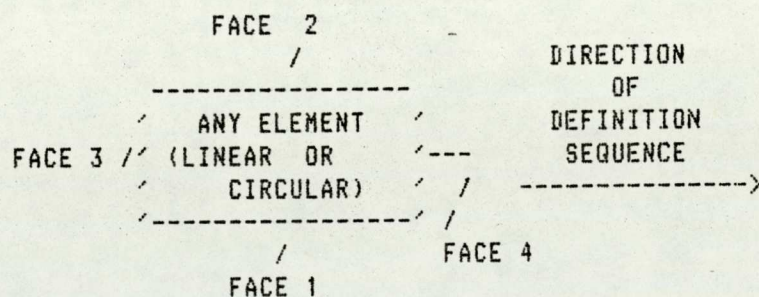 FACE 2
DIRECTION
OF
DEFINITION
SEQUENCE
ANY ELEMENT
(LINEAR OR
CIRCULAR)
FACE 3
FACE 4
FACE 1